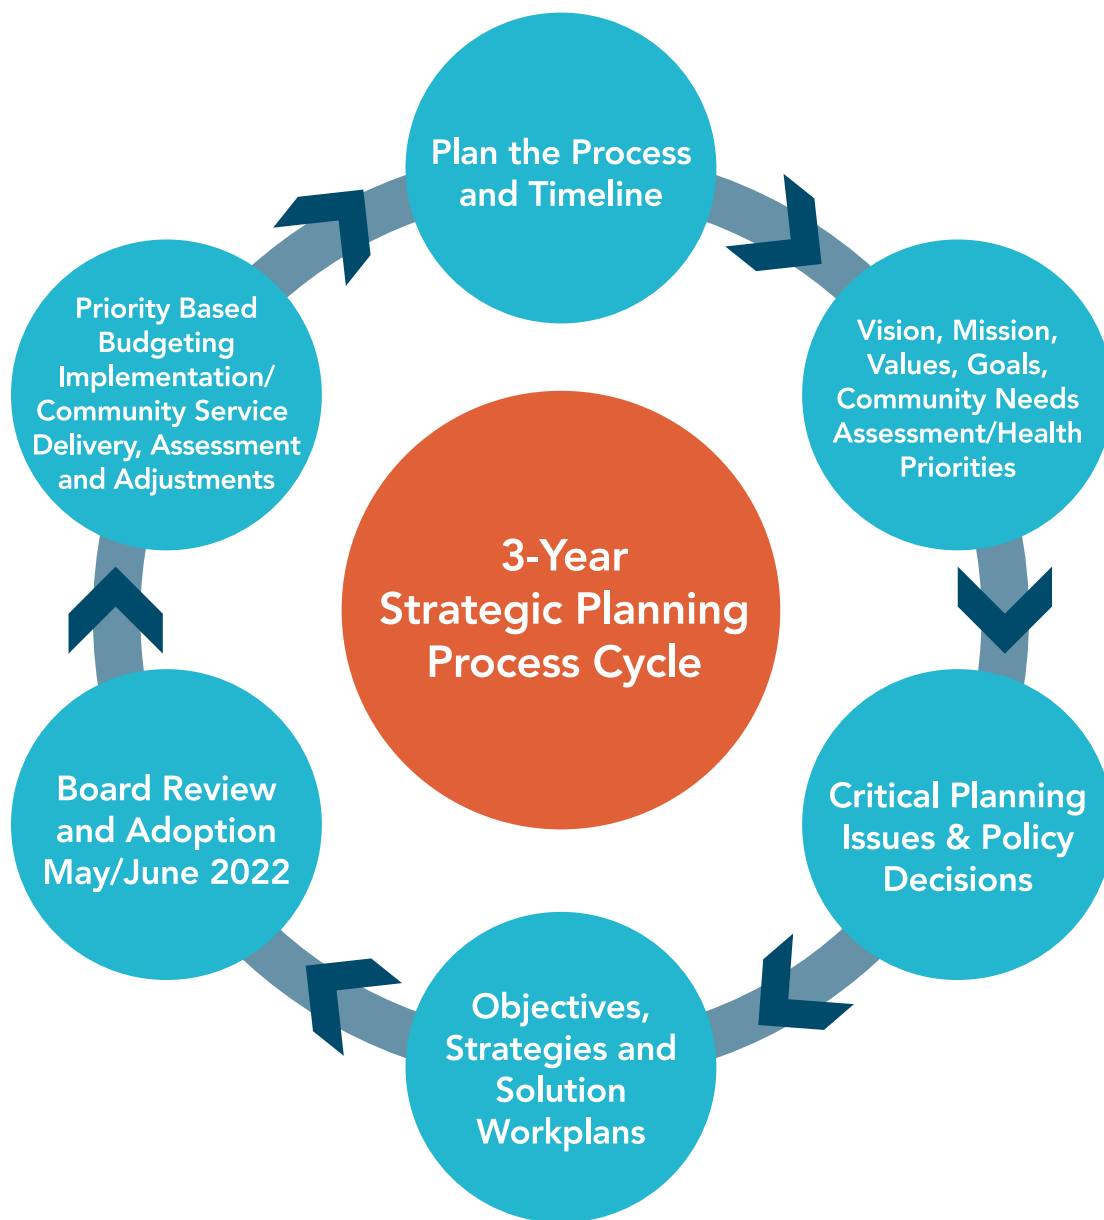 Plan the Process
and Timeline
Vision, Mission,
Values, Goals,
Community Needs
Assessment/Health
Priorities
Critical Planning
Issues & Policy
Decisions
Objectives,
Strategies and
Solution
Workplans
Board Review
and Adoption
May/June 2022
Priority Based
Budgeting
Implementation/
Community Service
Delivery, Assessment
and Adjustments
3-Year
Strategic Planning
Process Cycle